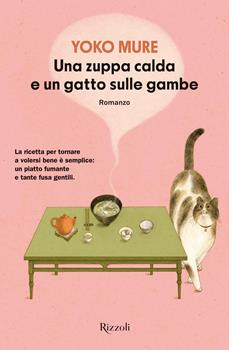 YOKO MURE
Una zuppa calda
e un gatto sulle gambe
Romanzo
La ricetta per tornare
a volersi bene è semplice:
un piatto fumante
e tante fusa gentili.
Rizzoli